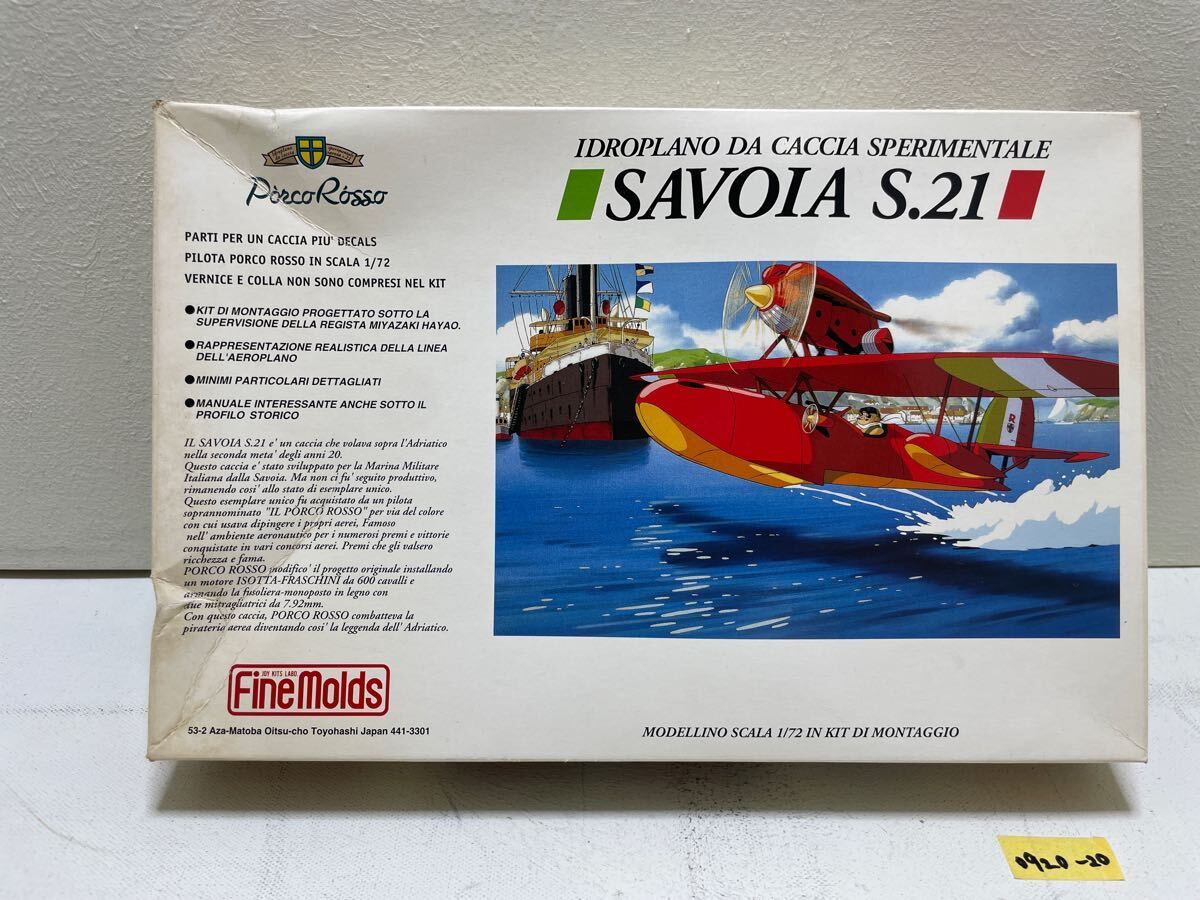 Pòrco Rósso
PARTI PER UN CACCIA PIU' DECALS
PILOTA PORCO ROSSO IN SCALA 1/72
VERNICE E COLLA NON SONO COMPRESI NEL KIT
●KIT DI MONTAGGIO PROGETTATO SOTTO LA
SUPERVISIONE DELLA REGISTA MIYAZAKI HAYAO.
●RAPPRESENTAZIONE REALISTICA DELLA LINEA
DELL'AEROPLANO
●MINIMI PARTICOLARI DETTAGLIATI
●MANUALE INTERESSANTE ANCHE SOTTO IL
PROFILO STORICO
IL SAVOIA S.21 e' un caccia che volava sopra l'Adriatico
nella seconda meta' degli anni 20.
Questo caccia e' stato sviluppato per la Marina Militare
Italiana dalla Savoia. Ma non ci fu' seguito produttivo,
rimanendo cosi' allo stato di esemplare unico.
Questo esemplare unico fu acquistato da un pilota
soprannominato "IL PORCO ROSSO" per via del colore
con cui usava dipingere i propri aerei, Famoso
nell' ambiente aeronautico per i numerosi premi e vittorie
conquistate in vari concorsi aerei. Premi che gli valsero
ricchezza e fama.
PORCO ROSSO modifico' il progetto originale installando
un motore ISOTTA-FRASCHINI da 600 cavalli e
armando la fusoliera-monoposto in legno con
due mitragliatrici da 7.92mm.
Con questo caccia, PORCO ROSSO combatteva la
pirateria aerea diventando cosi' la leggenda dell' Adriatico.
JOY KITS LABO.
FineMolds
53-2 Aza-Matoba Oitsu-cho Toyohashi Japan 441-3301
IDROPLANO DA CACCIA SPERIMENTALE
SAVOIA S.21
R
MODELLINO SCALA 1/72 IN KIT DI MONTAGGIO
0920-20